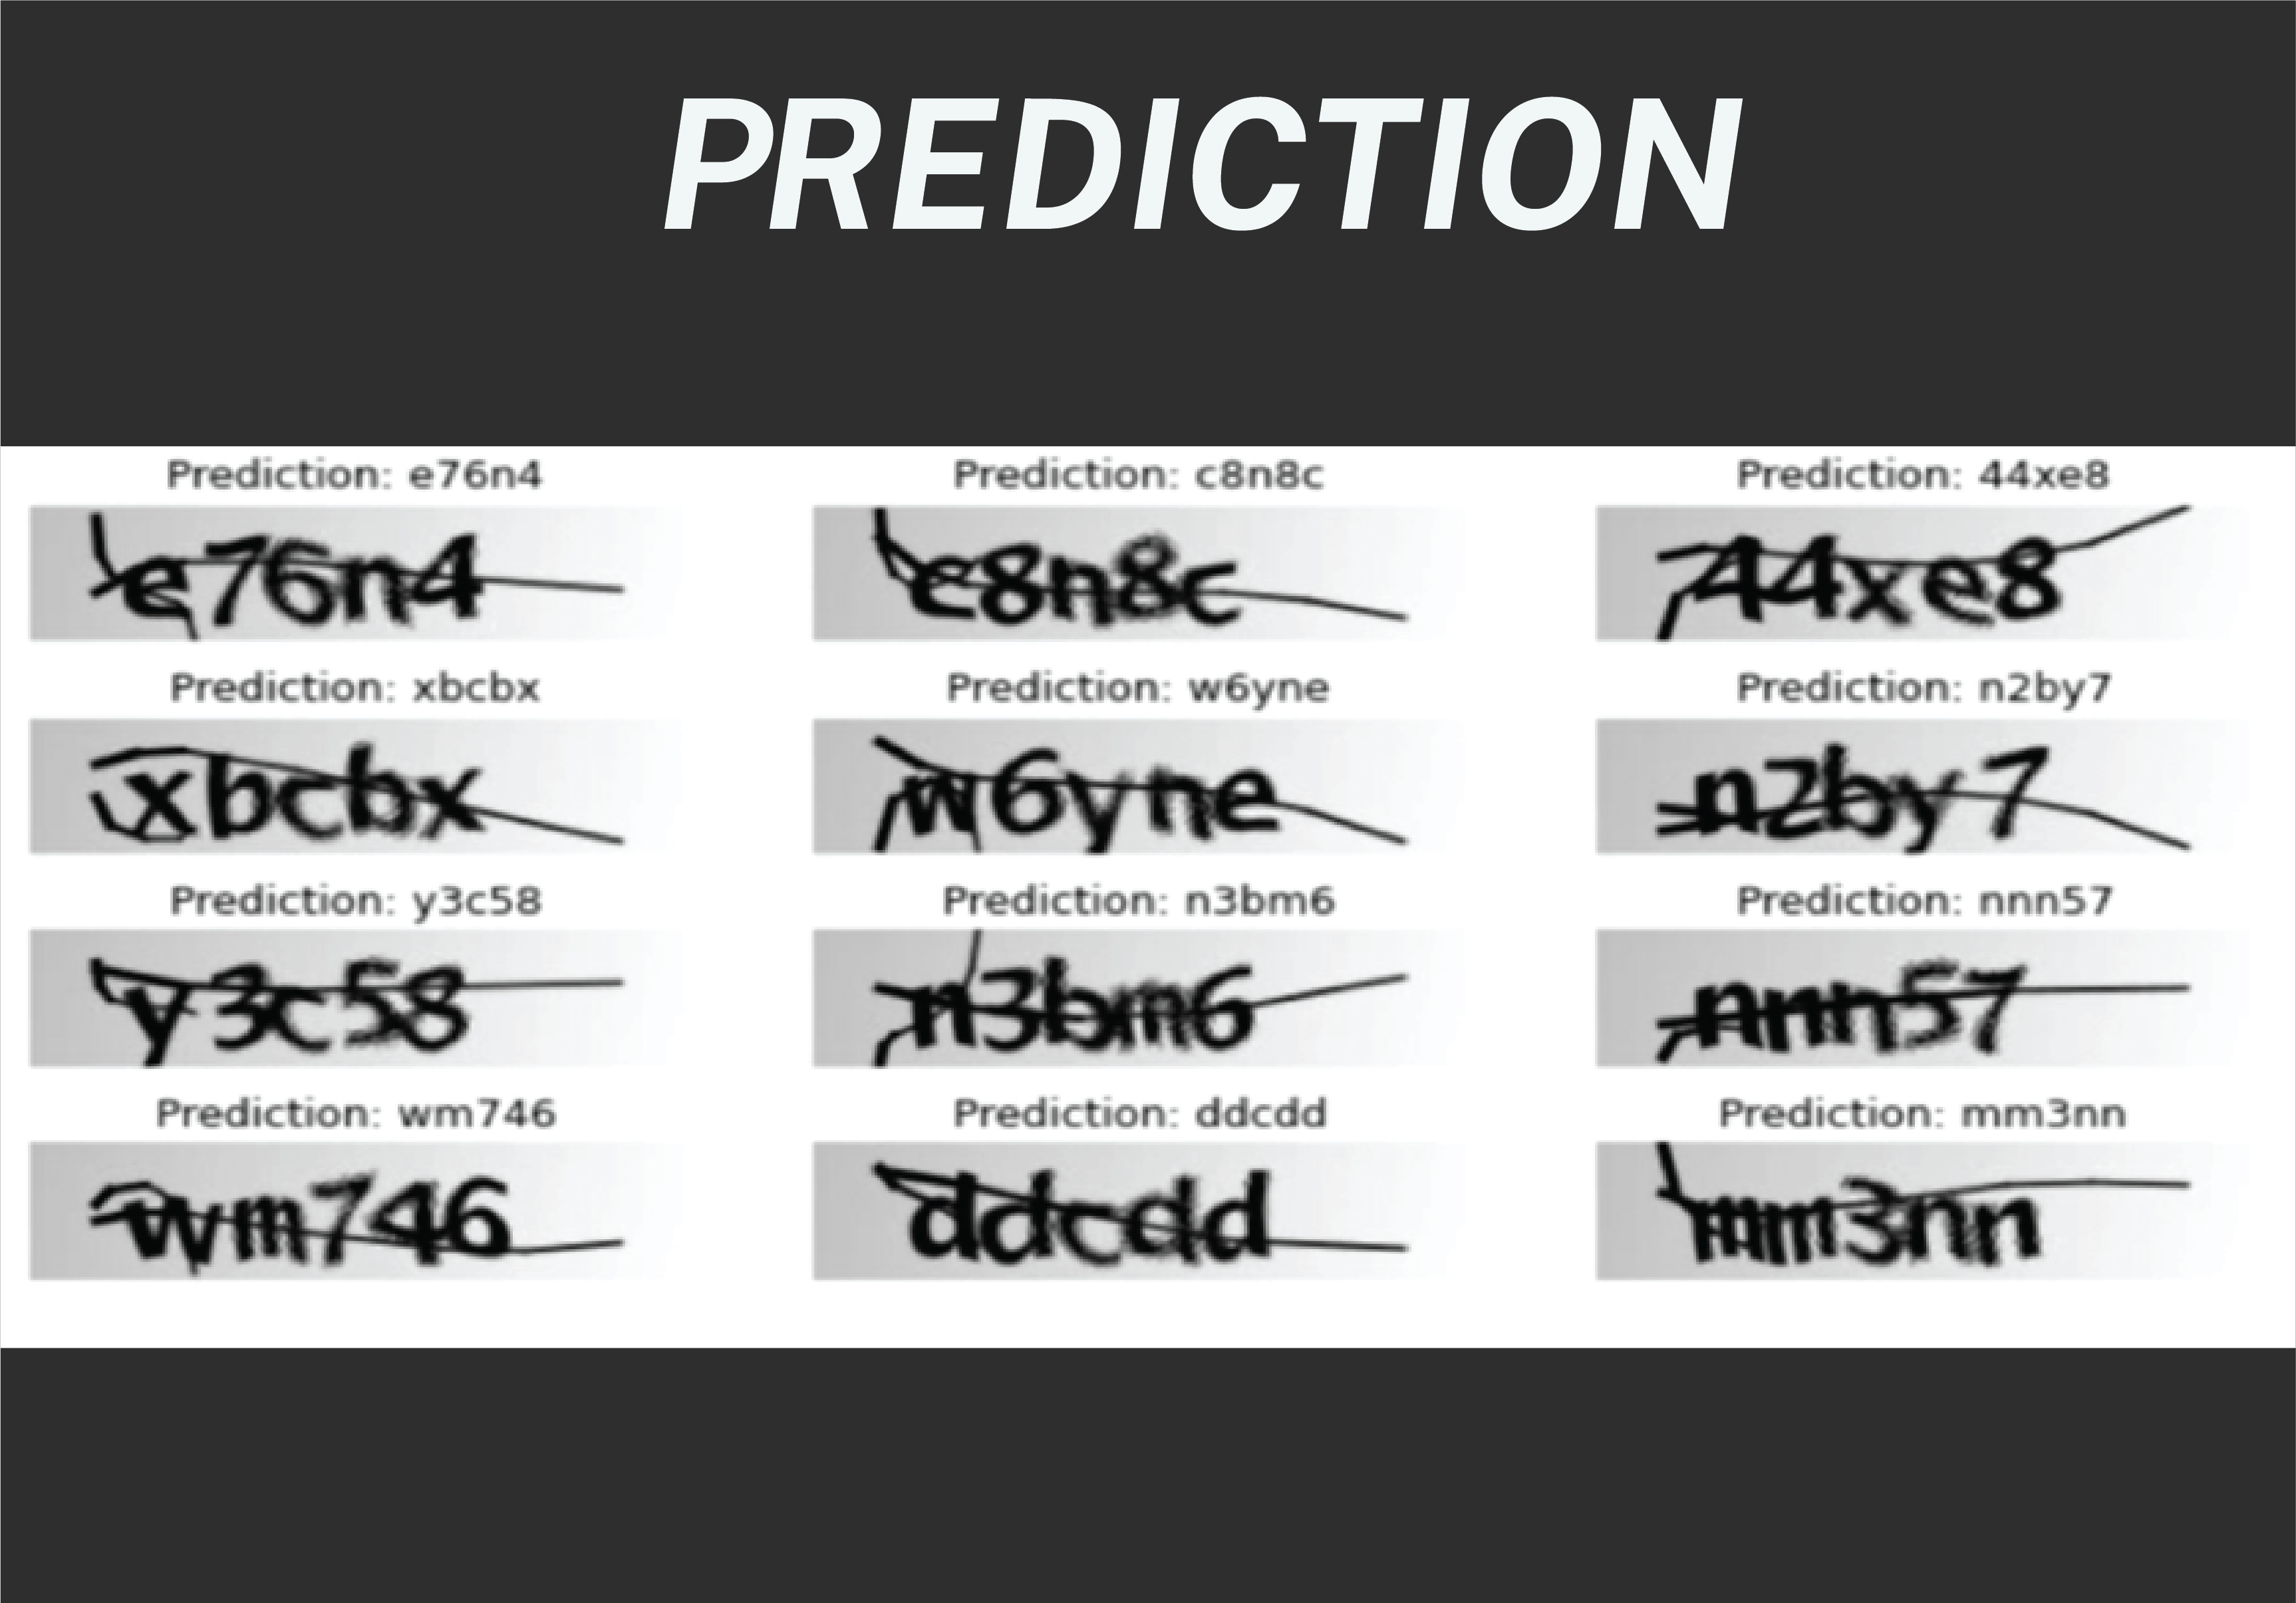 PREDICTION
Prediction: e76n4 Prediction: c8n8c Prediction: 44xe8
e76n4 c8n8c 44xe8
Prediction: xbcbx Prediction: w6yne Prediction: n2by7
xbcbx w6yne n2by7
Prediction: y3c58 Prediction: n3bm6 Prediction: nnn57
y3c58 n3bm6 nnn57
Prediction: wm746 Prediction: ddcdd Prediction: mm3nn
wm746 ddcdd mm3nn